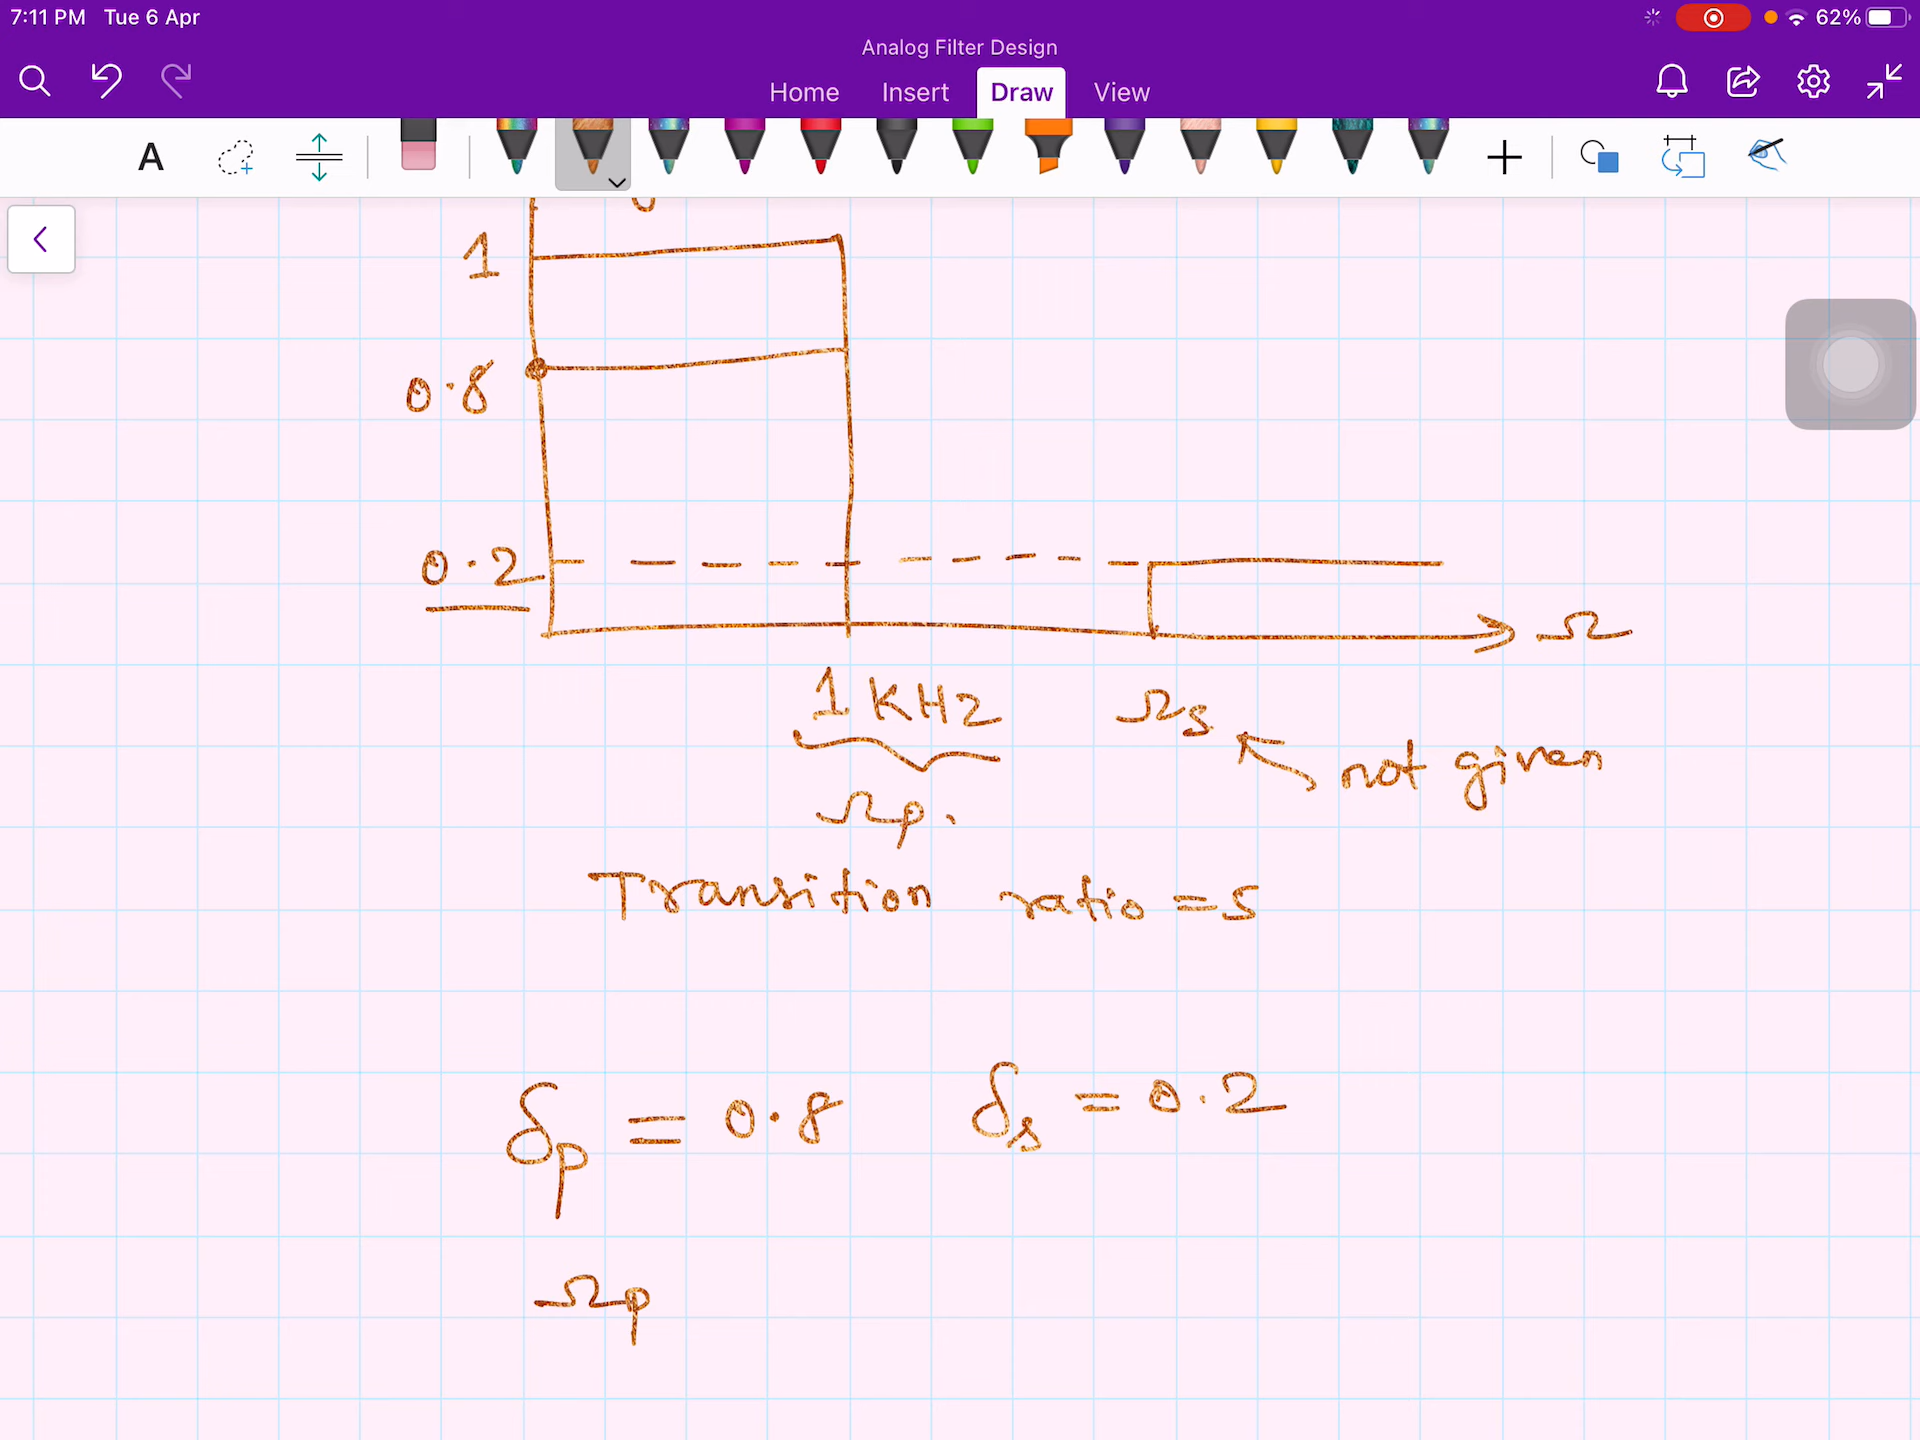 7:11 PM Tue 6 Apr
62%
Analog Filter Design
Home Insert Draw View
A
1
0.8
0.2
Ω
1 KHz
Ωs
not given
Ωp.
Transition ratio = 5
δp = 0.8 δs = 0.2
Ωp